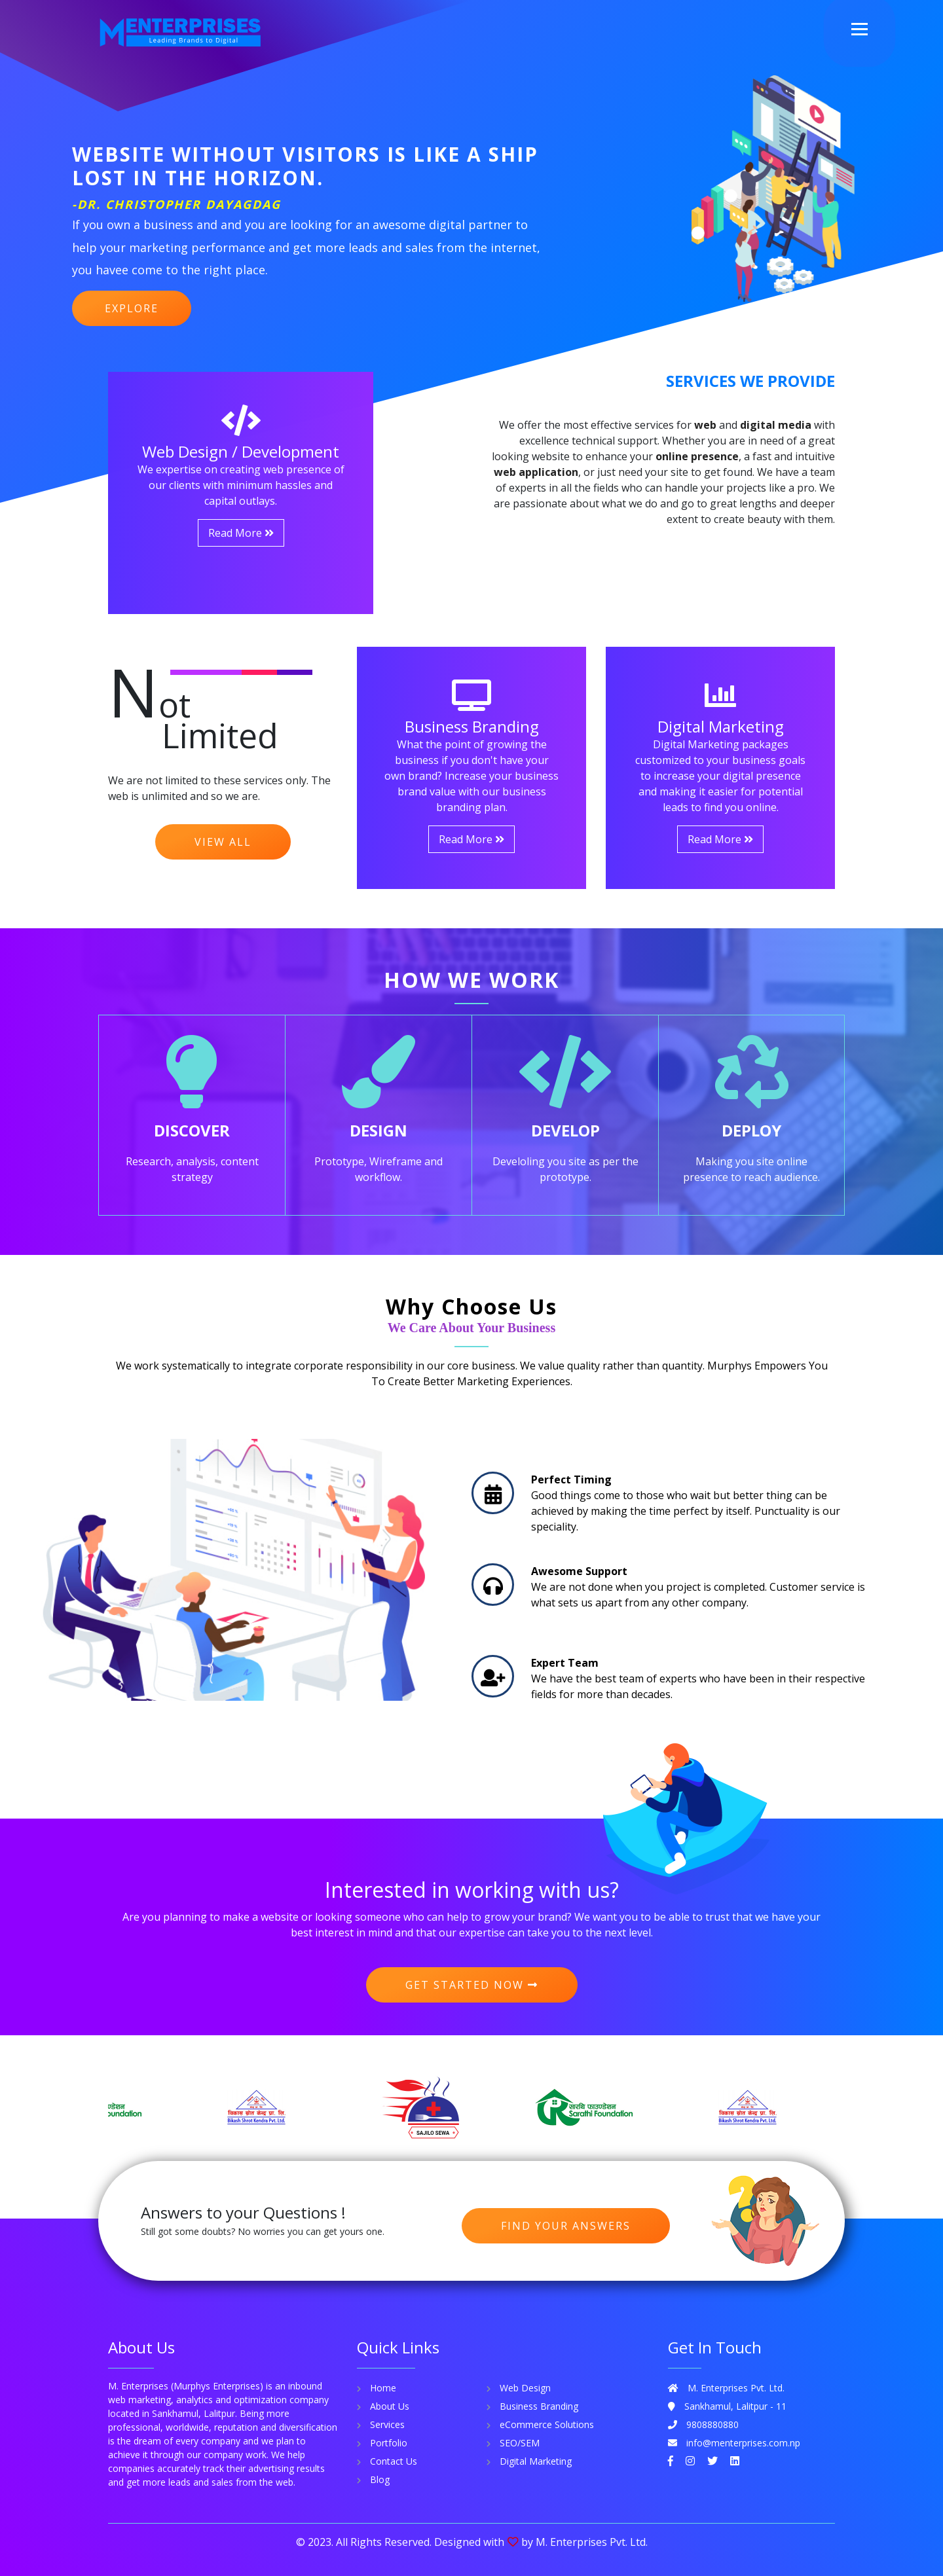 MENTERPRISES
Leading Brands to Digital
WEBSITE WITHOUT VISITORS IS LIKE A SHIP
LOST IN THE HORIZON.
-DR. CHRISTOPHER DAYAGDAG
If you own a business and and you are looking for an awesome digital partner to
help your marketing performance and get more leads and sales from the internet,
you havee come to the right place.
EXPLORE
Web Design / Development
We expertise on creating web presence of
our clients with minimum hassles and
capital outlays.
Read More
SERVICES WE PROVIDE
We offer the most effective services for web and digital media with
excellence technical support. Whether you are in need of a great
looking website to enhance your online presence, a fast and intuitive
web application, or just need your site to get found. We have a team
of experts in all the fields who can handle your projects like a pro. We
are passionate about what we do and go to great lengths and deeper
extent to create beauty with them.
Not
Limited
We are not limited to these services only. The
web is unlimited and so we are.
VIEW ALL
Business Branding
What the point of growing the
business if you don't have your
own brand? Increase your business
brand value with our business
branding plan.
Read More
Digital Marketing
Digital Marketing packages
customized to your business goals
to increase your digital presence
and making it easier for potential
leads to find you online.
Read More
HOW WE WORK
DISCOVER
Research, analysis, content
strategy
DESIGN
Prototype, Wireframe and
workflow.
DEVELOP
Develoling you site as per the
prototype.
DEPLOY
Making you site online
presence to reach audience.
Why Choose Us
We Care About Your Business
We work systematically to integrate corporate responsibility in our core business. We value quality rather than quantity. Murphys Empowers You
To Create Better Marketing Experiences.
Perfect Timing
Good things come to those who wait but better thing can be
achieved by making the time perfect by itself. Punctuality is our
speciality.
Awesome Support
We are not done when you project is completed. Customer service is
what sets us apart from any other company.
Expert Team
We have the best team of experts who have been in their respective
fields for more than decades.
Interested in working with us?
Are you planning to make a website or looking someone who can help to grow your brand? We want you to be able to trust that we have your
best interest in mind and that our expertise can take you to the next level.
GET STARTED NOW
Bikash Shrot Kendra Pvt. Ltd.
SAJILO SEWA
सारथि फाउण्डेशन
Sarathi Foundation
Bikash Shrot Kendra Pvt. Ltd.
Answers to your Questions !
Still got some doubts? No worries you can get yours one.
FIND YOUR ANSWERS
About Us
M. Enterprises (Murphys Enterprises) is an inbound
web marketing, analytics and optimization company
located in Sankhamul, Lalitpur. Being more
professional, worldwide, reputation and diversification
is the dream of every company and we plan to
achieve it through our company work. We help
companies accurately track their advertising results
and get more leads and sales from the web.
Quick Links
Home
About Us
Services
Portfolio
Contact Us
Blog
Web Design
Business Branding
eCommerce Solutions
SEO/SEM
Digital Marketing
Get In Touch
M. Enterprises Pvt. Ltd.
Sankhamul, Lalitpur - 11
9808880880
info@menterprises.com.np
© 2023. All Rights Reserved. Designed with ♡ by M. Enterprises Pvt. Ltd.